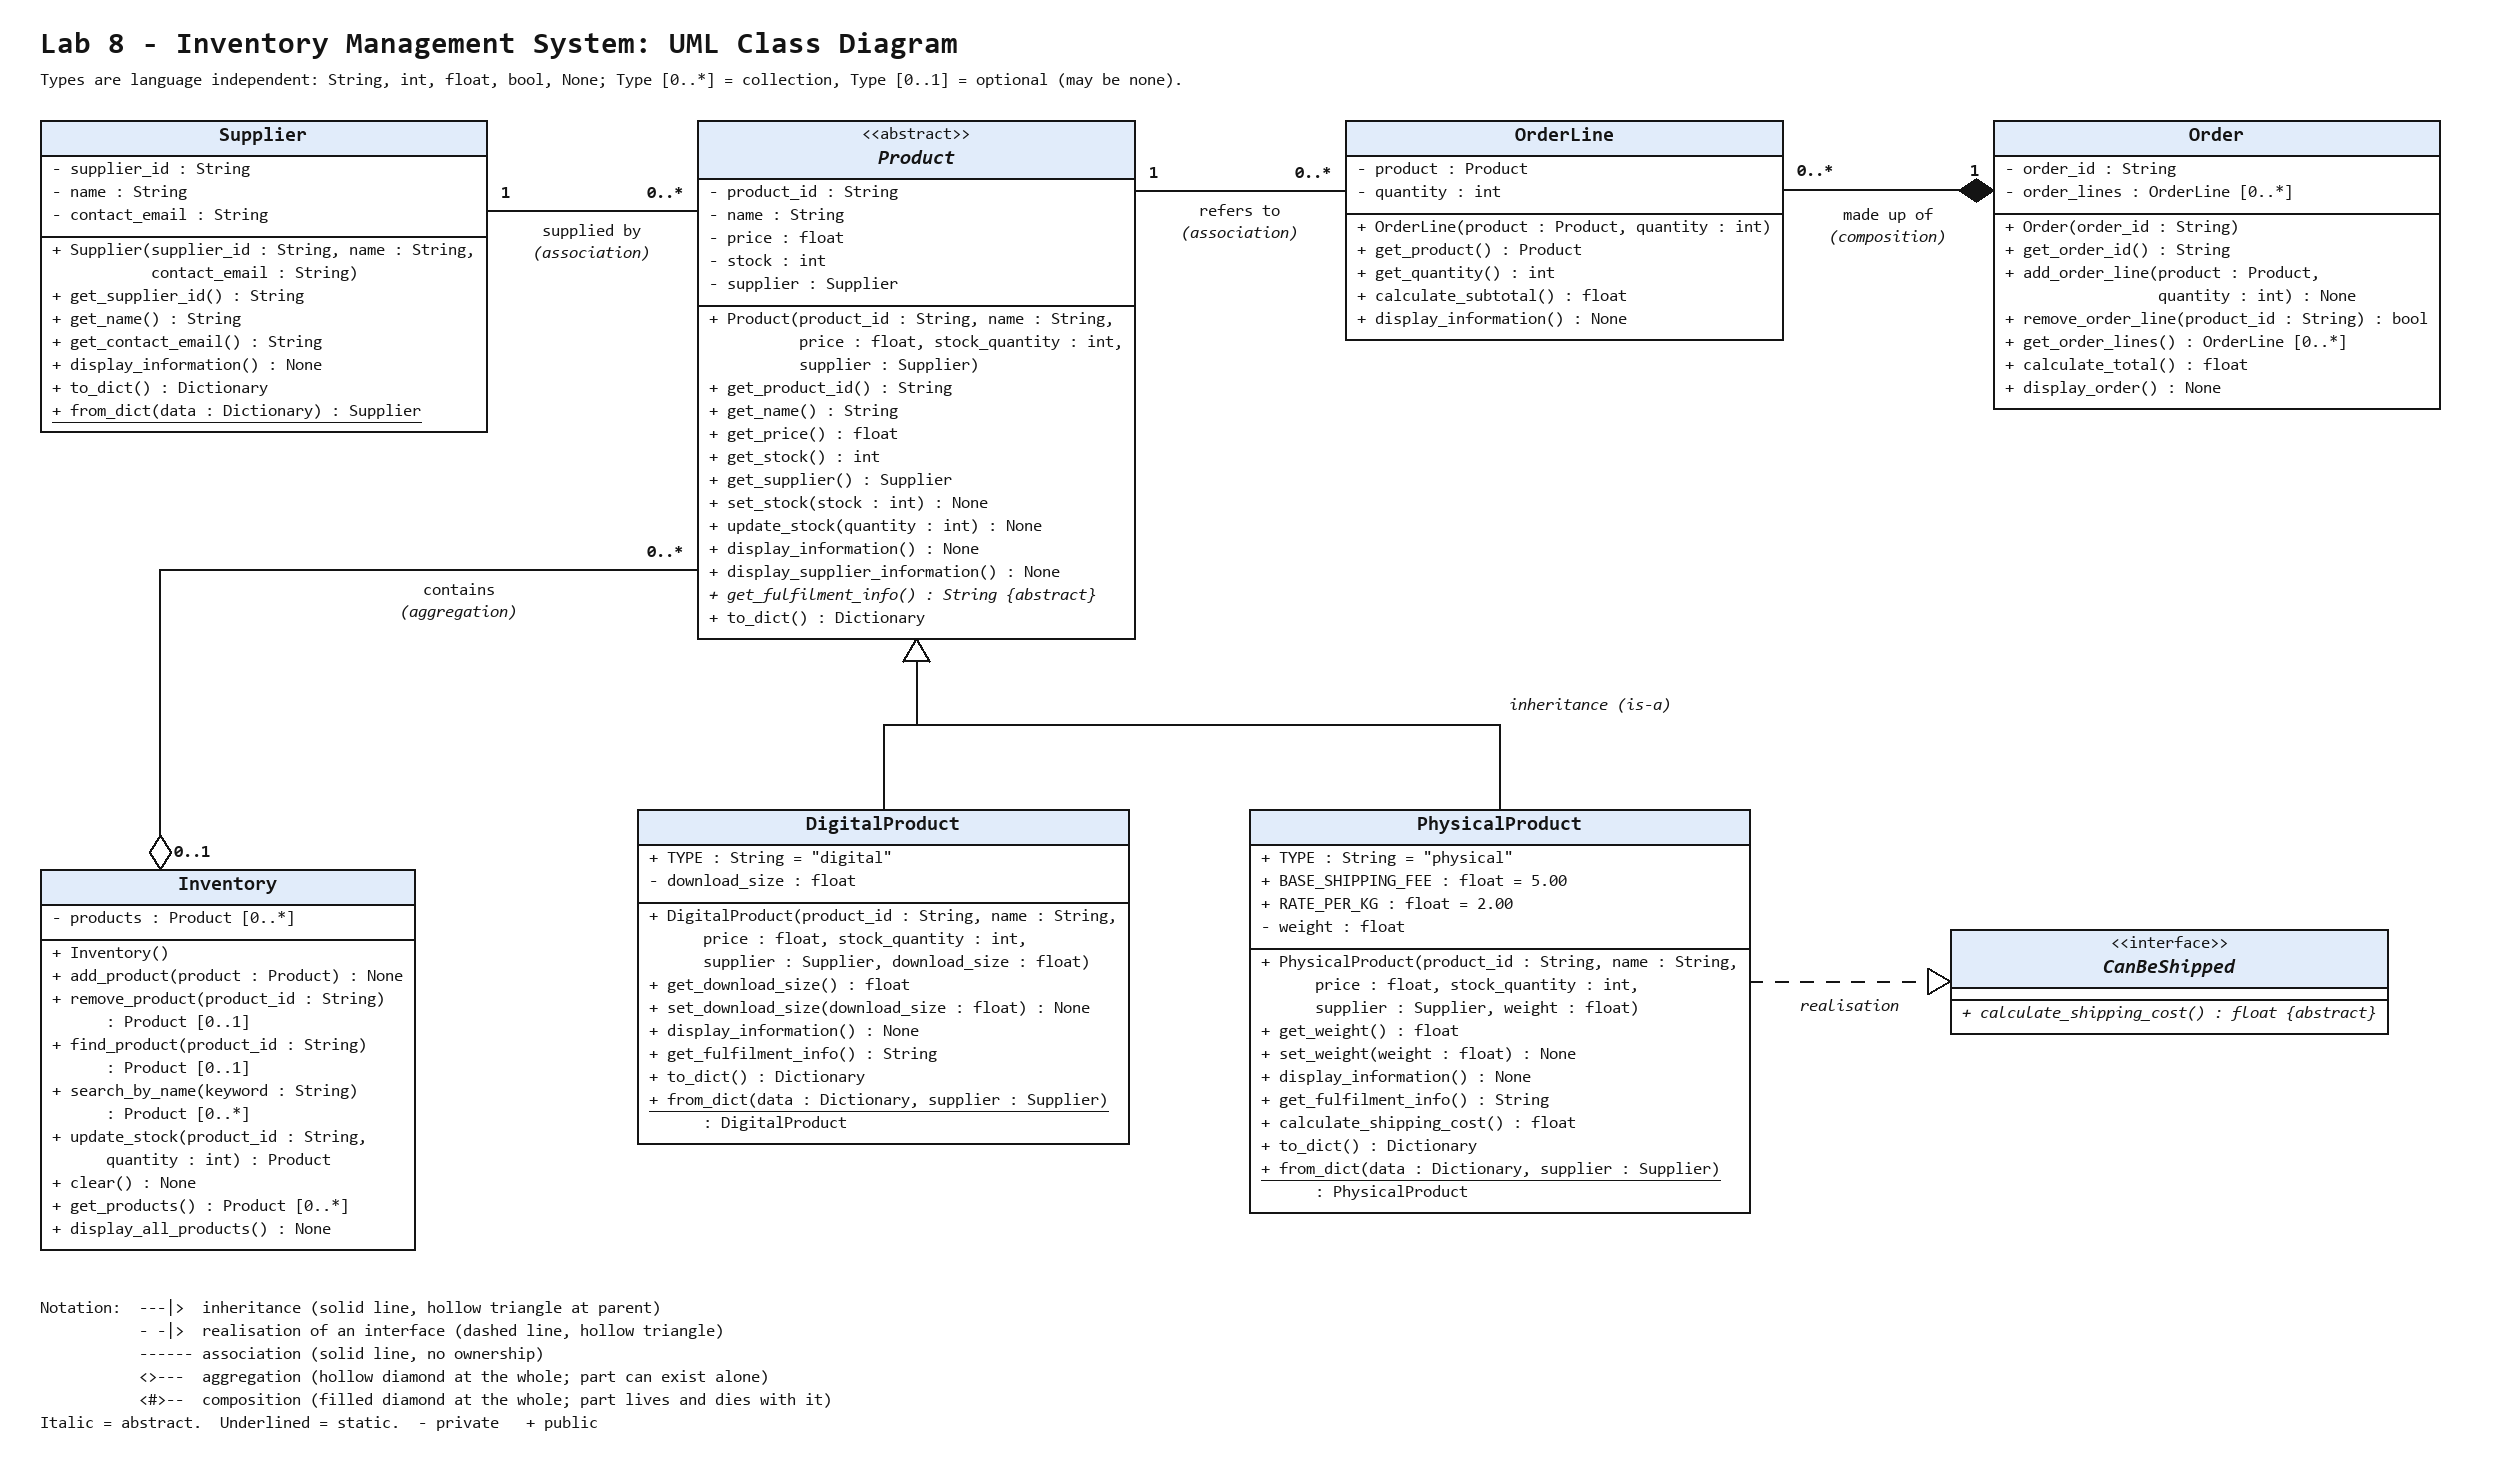 Lab 8 - Inventory Management System: UML Class Diagram
Types are language independent: String, int, float, bool, None; Type [0..*] = collection, Type [0..1] = optional (may be none).
Supplier
- supplier_id : String
- name : String
- contact_email : String
+ Supplier(supplier_id : String, name : String,
contact_email : String)
+ get_supplier_id() : String
+ get_name() : String
+ get_contact_email() : String
+ display_information() : None
+ to_dict() : Dictionary
+ from_dict(data : Dictionary) : Supplier
1
0..*
supplied by
(association)
<<abstract>>
Product
- product_id : String
- name : String
- price : float
- stock : int
- supplier : Supplier
+ Product(product_id : String, name : String,
price : float, stock_quantity : int,
supplier : Supplier)
+ get_product_id() : String
+ get_name() : String
+ get_price() : float
+ get_stock() : int
+ get_supplier() : Supplier
+ set_stock(stock : int) : None
+ update_stock(quantity : int) : None
+ display_information() : None
+ display_supplier_information() : None
+ get_fulfilment_info() : String {abstract}
+ to_dict() : Dictionary
1
0..*
refers to
(association)
OrderLine
- product : Product
- quantity : int
+ OrderLine(product : Product, quantity : int)
+ get_product() : Product
+ get_quantity() : int
+ calculate_subtotal() : float
+ display_information() : None
0..*
1
made up of
(composition)
Order
- order_id : String
- order_lines : OrderLine [0..*]
+ Order(order_id : String)
+ get_order_id() : String
+ add_order_line(product : Product,
quantity : int) : None
+ remove_order_line(product_id : String) : bool
+ get_order_lines() : OrderLine [0..*]
+ calculate_total() : float
+ display_order() : None
0..*
contains
(aggregation)
inheritance (is-a)
0..1
Inventory
- products : Product [0..*]
+ Inventory()
+ add_product(product : Product) : None
+ remove_product(product_id : String)
: Product [0..1]
+ find_product(product_id : String)
: Product [0..1]
+ search_by_name(keyword : String)
: Product [0..*]
+ update_stock(product_id : String,
quantity : int) : Product
+ clear() : None
+ get_products() : Product [0..*]
+ display_all_products() : None
DigitalProduct
+ TYPE : String = "digital"
- download_size : float
+ DigitalProduct(product_id : String, name : String,
price : float, stock_quantity : int,
supplier : Supplier, download_size : float)
+ get_download_size() : float
+ set_download_size(download_size : float) : None
+ display_information() : None
+ get_fulfilment_info() : String
+ to_dict() : Dictionary
+ from_dict(data : Dictionary, supplier : Supplier)
: DigitalProduct
PhysicalProduct
+ TYPE : String = "physical"
+ BASE_SHIPPING_FEE : float = 5.00
+ RATE_PER_KG : float = 2.00
- weight : float
+ PhysicalProduct(product_id : String, name : String,
price : float, stock_quantity : int,
supplier : Supplier, weight : float)
+ get_weight() : float
+ set_weight(weight : float) : None
+ display_information() : None
+ get_fulfilment_info() : String
+ calculate_shipping_cost() : float
+ to_dict() : Dictionary
+ from_dict(data : Dictionary, supplier : Supplier)
: PhysicalProduct
realisation
<<interface>>
CanBeShipped
+ calculate_shipping_cost() : float {abstract}
Notation:  ---|>  inheritance (solid line, hollow triangle at parent)
- -|>  realisation of an interface (dashed line, hollow triangle)
------ association (solid line, no ownership)
<>---  aggregation (hollow diamond at the whole; part can exist alone)
<#>--  composition (filled diamond at the whole; part lives and dies with it)
Italic = abstract.  Underlined = static.  - private   + public